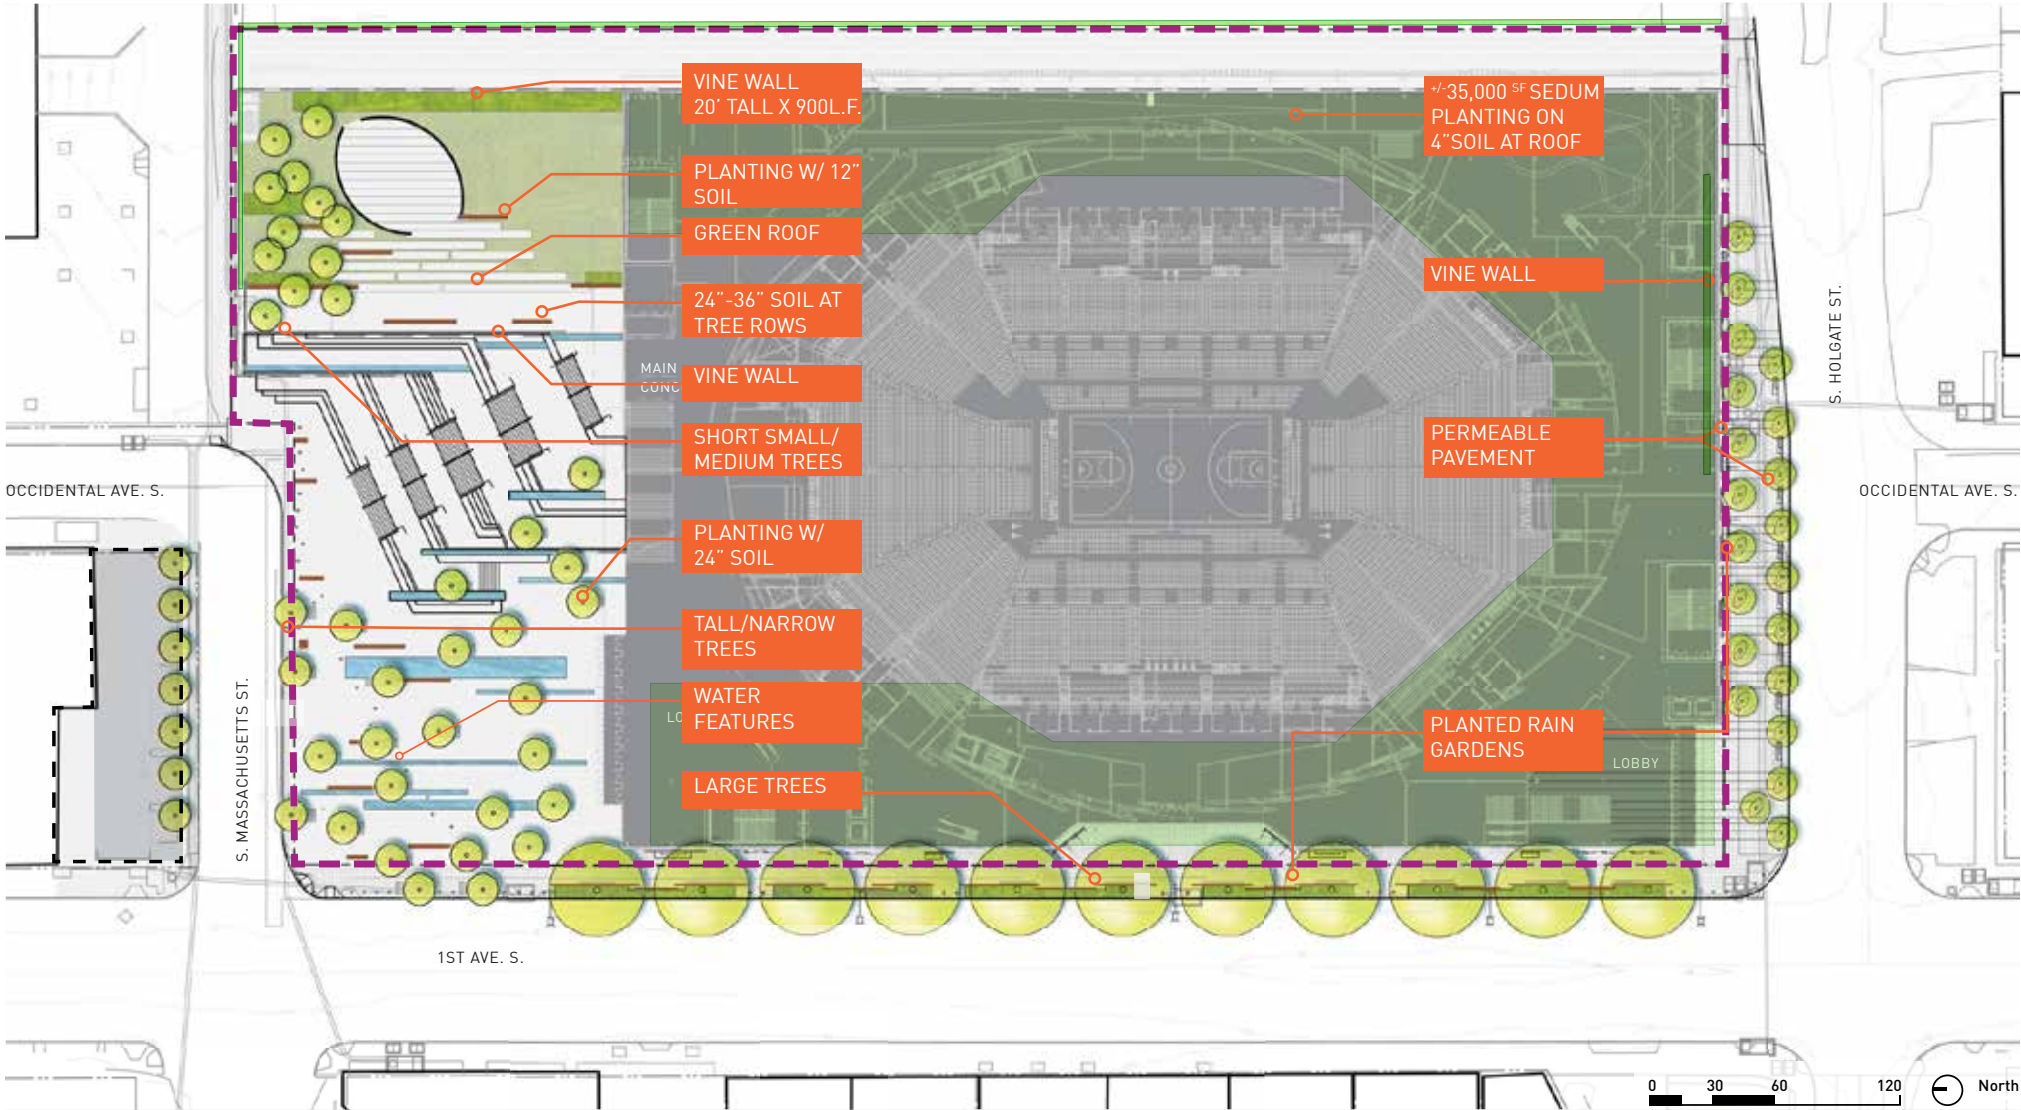 VINE WALL
20' TALL X 900L.F.
PLANTING W/ 12"
SOIL
GREEN ROOF
24"-36" SOIL AT
TREE ROWS
MAIN
CONC
VINE WALL
SHORT SMALL/
MEDIUM TREES
PLANTING W/
24" SOIL
TALL/NARROW
TREES
WATER
FEATURES
LO
LARGE TREES
+/-35,000 SF SEDUM
PLANTING ON
4"SOIL AT ROOF
VINE WALL
PERMEABLE
PAVEMENT
PLANTED RAIN
GARDENS
LOBBY
OCCIDENTAL AVE. S.
S. MASSACHUSETTS ST.
S. HOLGATE ST.
OCCIDENTAL AVE. S.
1ST AVE. S.
0 30 60 120
North